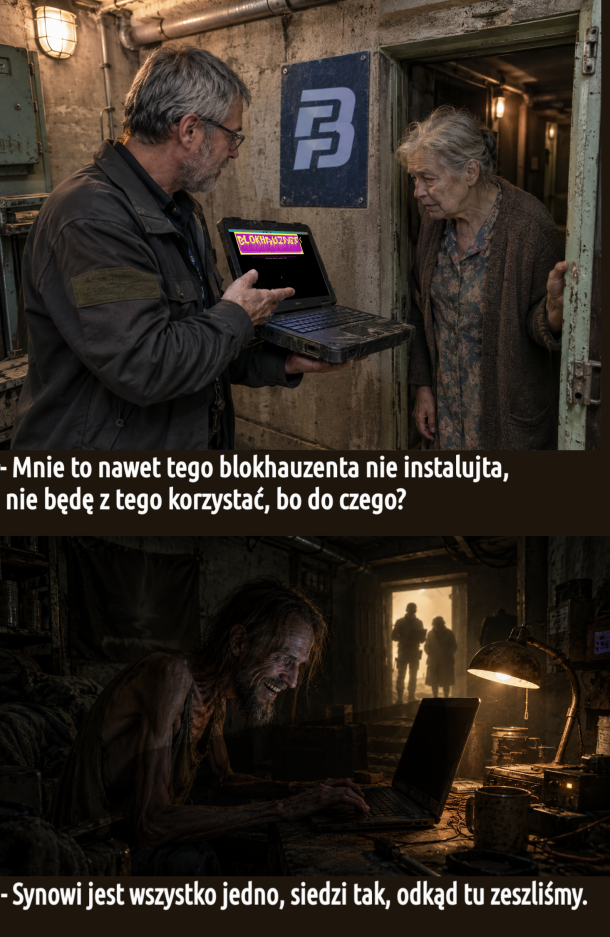 BLOKHAUZNET
- Mnie to nawet tego blokhauzenta nie instalujta,
nie będę z tego korzystać, bo do czego?
- Synowi jest wszystko jedno, siedzi tak, odkąd tu zeszliśmy.